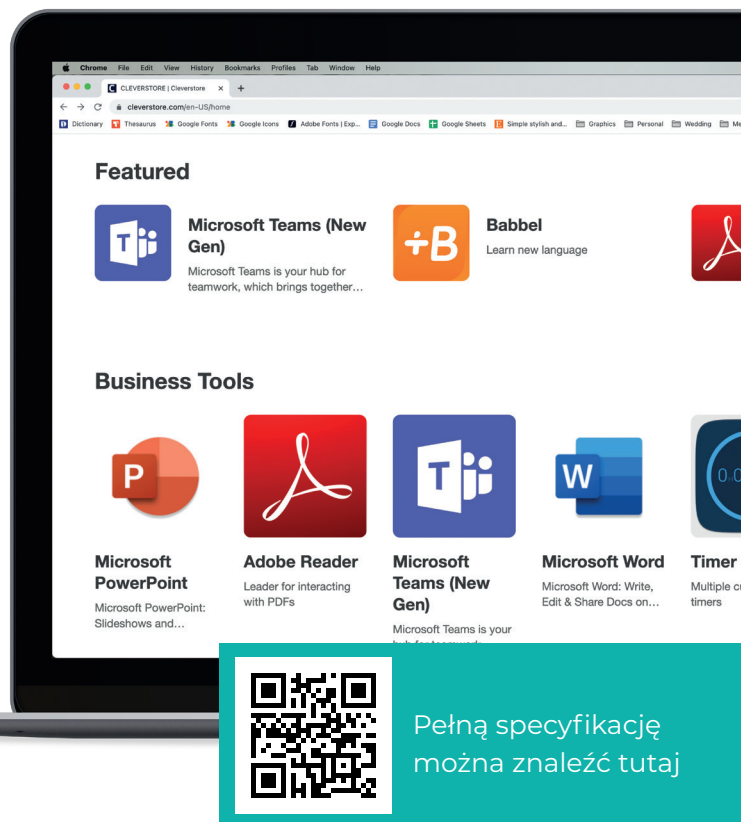 Chrome File Edit View History Bookmarks Profiles Tab Window Help
CLEVERSTORE | Cleverstore
cleverstore.com/en-US/home
Dictionary Thesaurus Google Fonts Google Icons Adobe Fonts | Exp... Google Docs Google Sheets Simple stylish and... Graphics Personal Wedding Me
Featured
Microsoft Teams (New
Gen)
Microsoft Teams is your hub for
teamwork, which brings together...
Babbel
Learn new language
Business Tools
Microsoft
PowerPoint
Microsoft PowerPoint:
Slideshows and...
Adobe Reader
Leader for interacting
with PDFs
Microsoft
Teams (New
Gen)
Microsoft Teams is your
Microsoft Word
Microsoft Word: Write,
Edit & Share Docs on...
Timer
Multiple cu
timers
Pełną specyfikację
można znaleźć tutaj